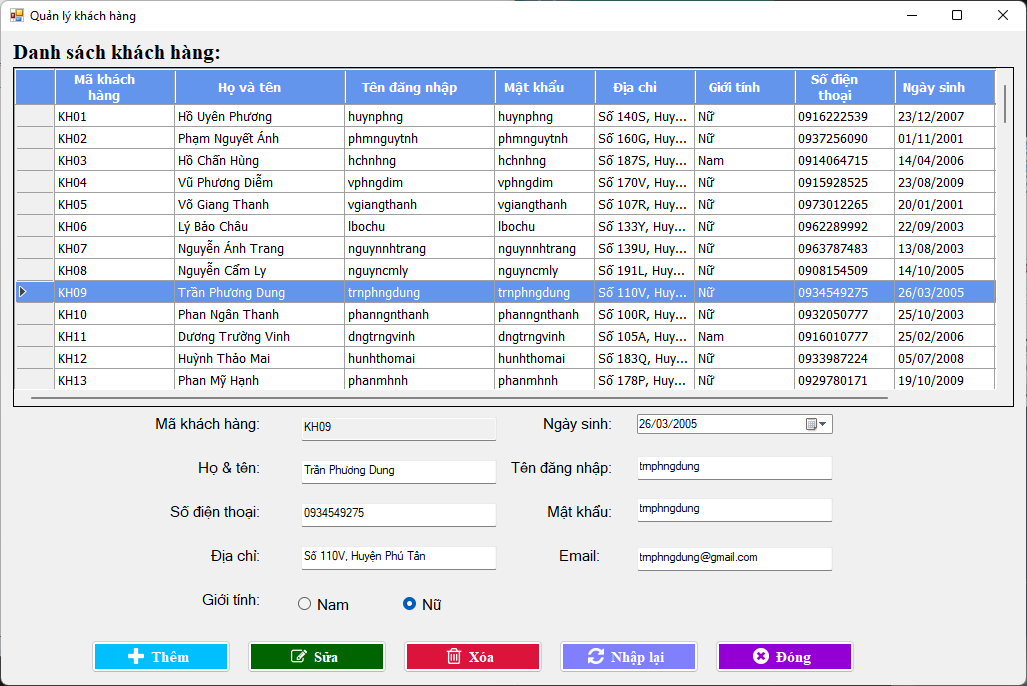 Quản lý khách hàng
Danh sách khách hàng:
Mã khách hàng Họ và tên Tên đăng nhập Mật khẩu Địa chỉ Giới tính Số điện thoại Ngày sinh
KH01 Hồ Uyên Phương huynphng huynphng Số 140S, Huy... Nữ 0916222539 23/12/2007
KH02 Phạm Nguyết Ánh phmnguytnh phmnguytnh Số 160G, Huy... Nữ 0937256090 01/11/2001
KH03 Hồ Chấn Hùng hchnhng hchnhng Số 187S, Huy... Nam 0914064715 14/04/2006
KH04 Vũ Phương Diễm vphngdim vphngdim Số 170V, Huy... Nữ 0915928525 23/08/2009
KH05 Võ Giang Thanh vgiangthanh vgiangthanh Số 107R, Huy... Nữ 0973012265 20/01/2001
KH06 Lý Bảo Châu lbochu lbochu Số 133Y, Huy... Nữ 0962289992 22/09/2003
KH07 Nguyễn Ánh Trang nguynnhtrang nguynnhtrang Số 139U, Huy... Nữ 0963787483 13/08/2003
KH08 Nguyễn Cẩm Ly nguyncmly nguyncmly Số 191L, Huy... Nữ 0908154509 14/10/2005
KH09 Trần Phương Dung trnphngdung trnphngdung Số 110V, Huy... Nữ 0934549275 26/03/2005
KH10 Phan Ngân Thanh phanngnthanh phanngnthanh Số 100R, Huy... Nữ 0932050777 25/10/2003
KH11 Dương Trường Vinh dngtrngvinh dngtrngvinh Số 105A, Huy... Nam 0916010777 25/02/2006
KH12 Huỳnh Thảo Mai hunhthomai hunhthomai Số 183Q, Huy... Nữ 0933987224 05/07/2008
KH13 Phan Mỹ Hạnh phanmhnh phanmhnh Số 178P, Huy... Nữ 0929780171 19/10/2009
Mã khách hàng: KH09 Ngày sinh: 26/03/2005
Họ & tên: Trần Phương Dung Tên đăng nhập: trnphngdung
Số điện thoại: 0934549275 Mật khẩu: trnphngdung
Địa chỉ: Số 110V, Huyện Phú Tân Email: trnphngdung@gmail.com
Giới tính: Nam Nữ
Thêm Sửa Xóa Nhập lại Đóng